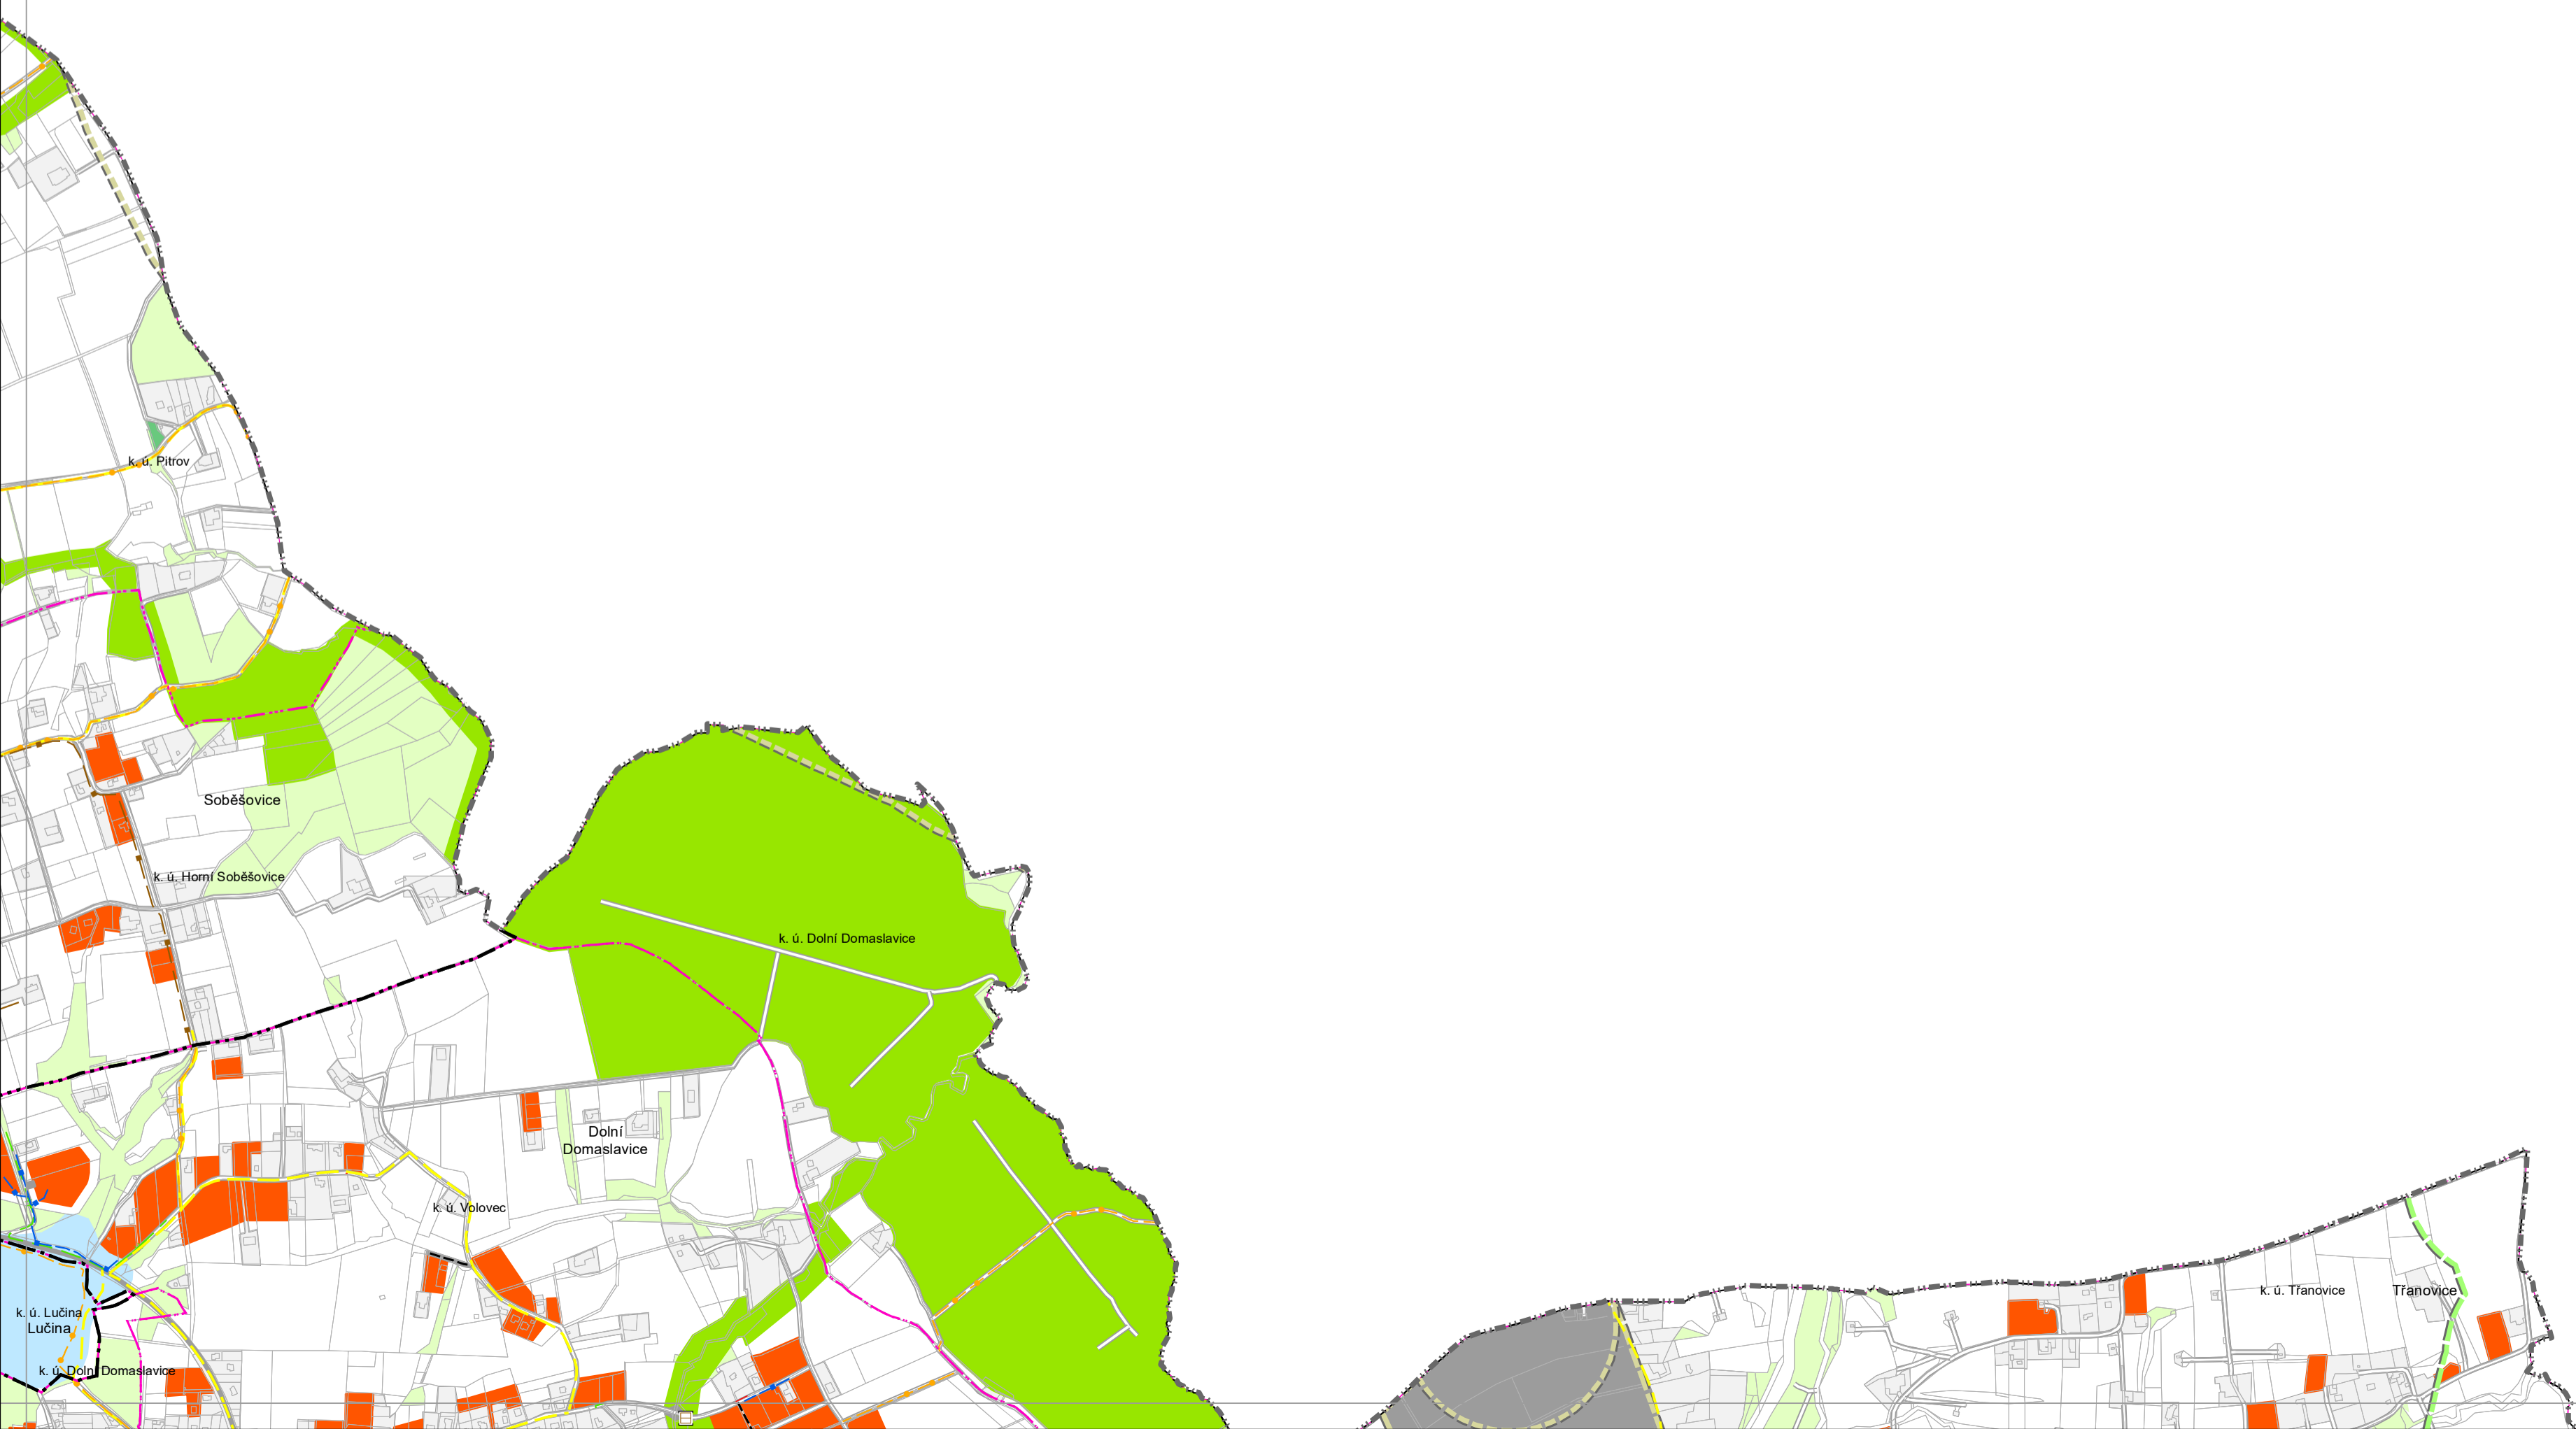 k. ú. Pitrov
Soběšovice
k. ú. Horní Soběšovice
k. ú. Dolní Domaslavice
Dolní
Domaslavice
k. ú. Volovec
k. ú. Třanovice
Třanovice
k. ú. Lučina
Lučina
k. ú. Dolní Domaslavice